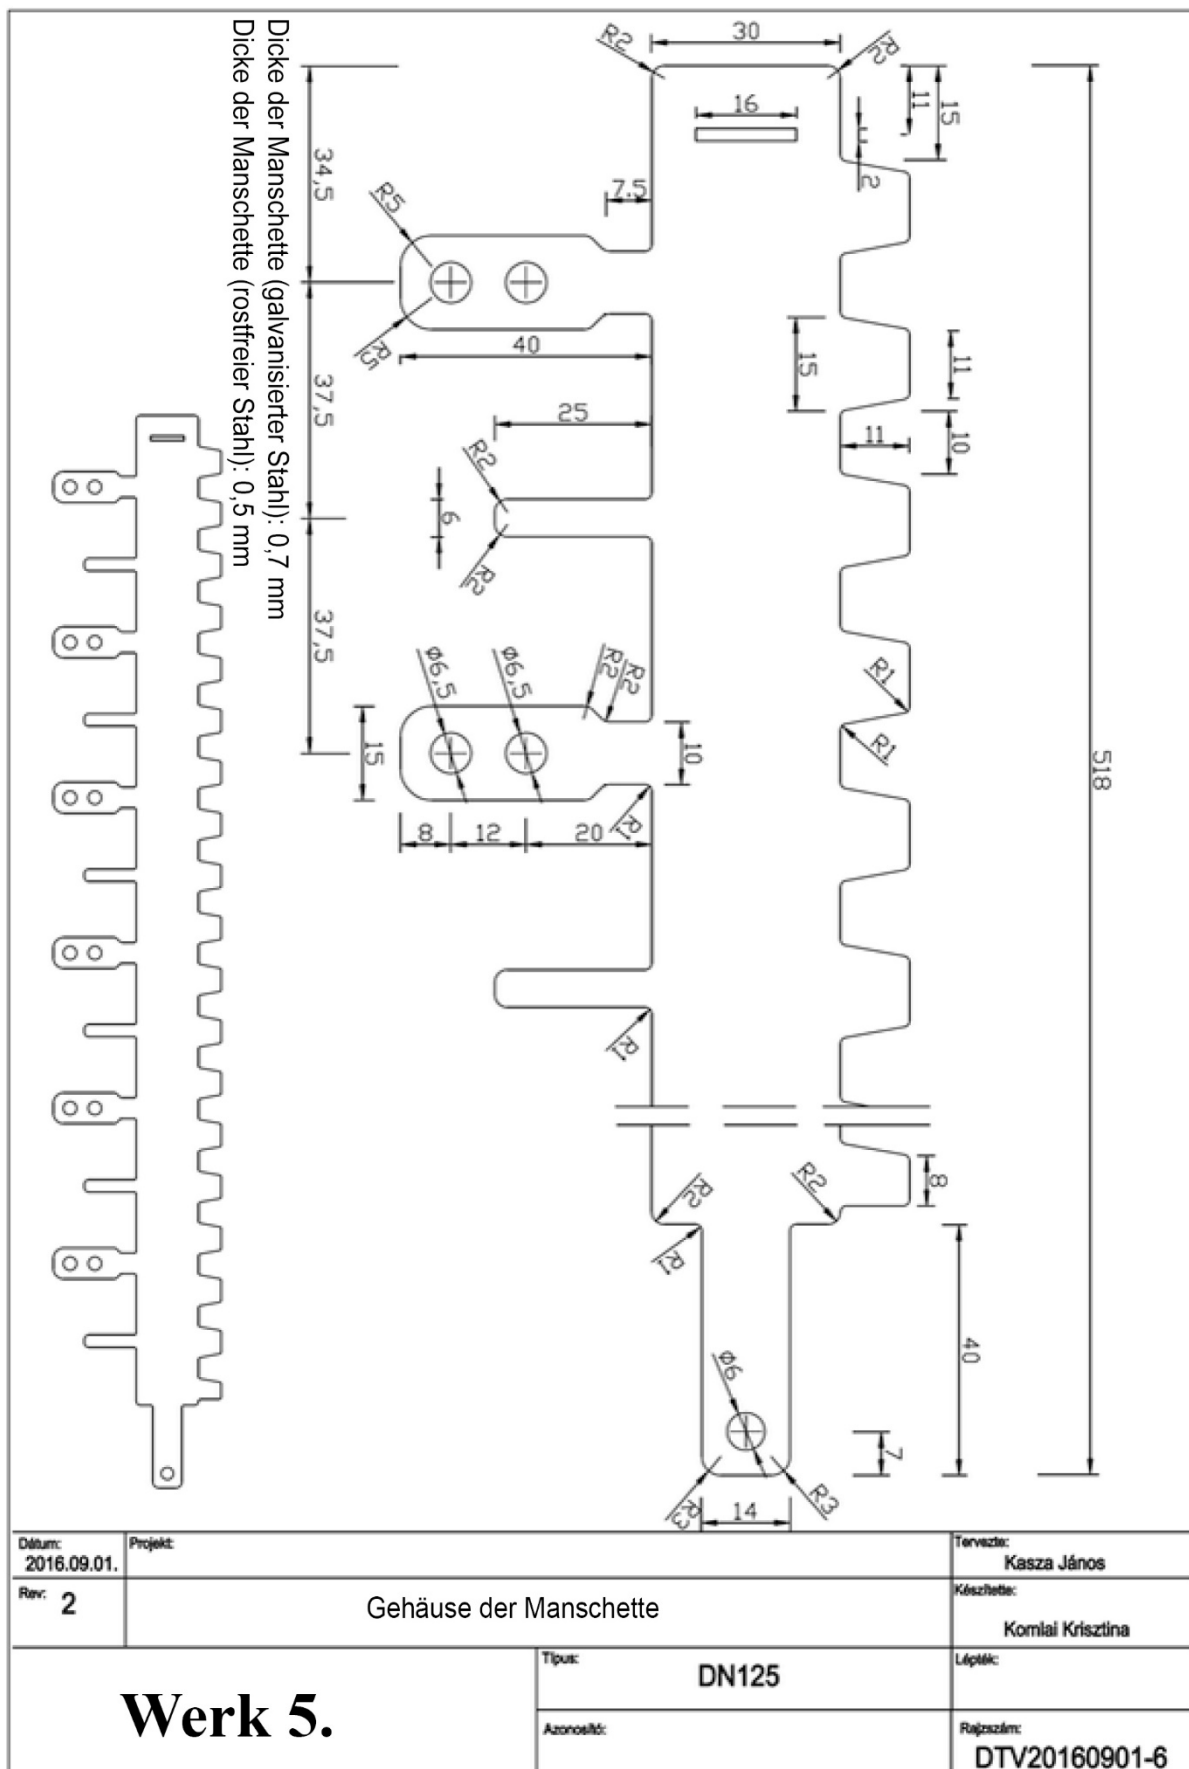 Dicke der Manschette (galvanisierter Stahl): 0,7 mm
Dicke der Manschette (rostfreier Stahl): 0,5 mm
R2
30
R2
11
15
16
2
34,5
7.5
R5
R5
40
15
11
37,5
25
11
10
R2
6
R2
37,5
Ø6,5
Ø6,5
R2
R2
R1
15
10
R1
518
8
12
20
R1
R1
R2
R2
8
R1
40
Ø6
7
R3
14
R3
Dátum:
2016.09.01.
Projekt:
Tervezte:
Kasza János
Rev:
2
Gehäuse der Manschette
Készítette:
Komlai Krisztina
Werk 5.
Típus:
DN125
Lépték:
Azonosító:
Rajzszám:
DTV20160901-6